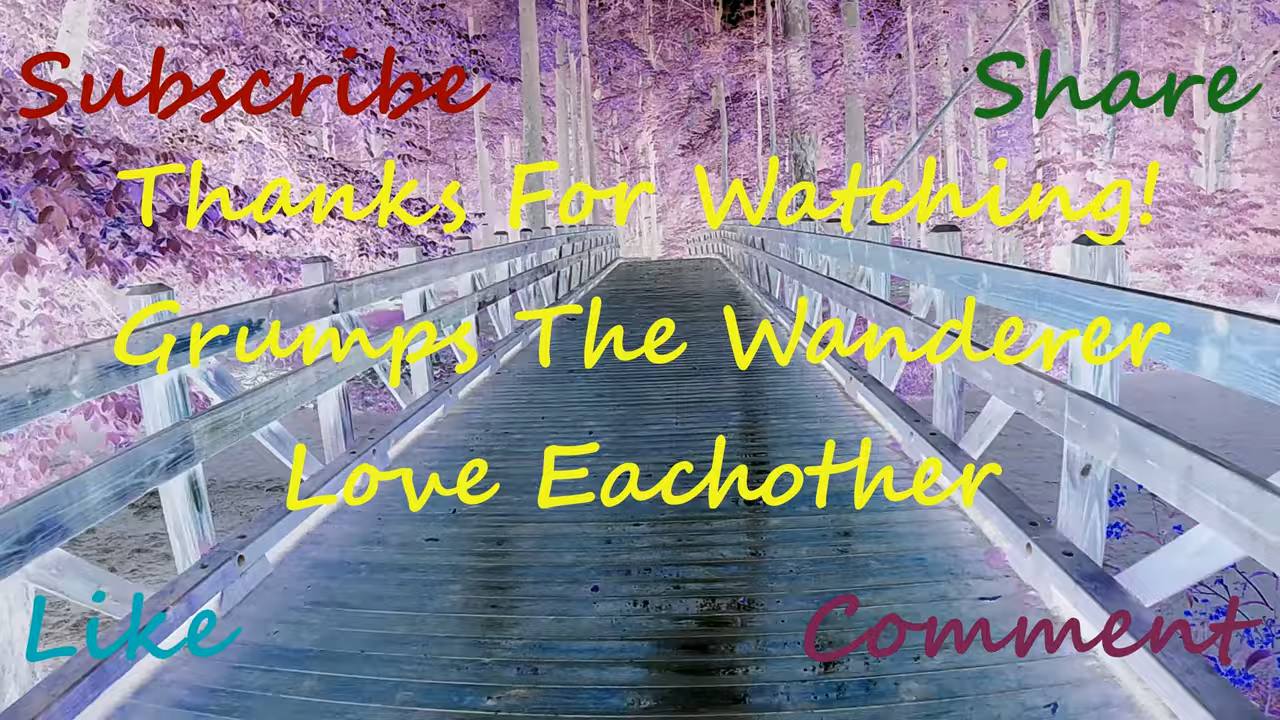 Subscribe
Share
Thanks For Watching!
Grumps The Wanderer
Love Eachother
Like
Comment